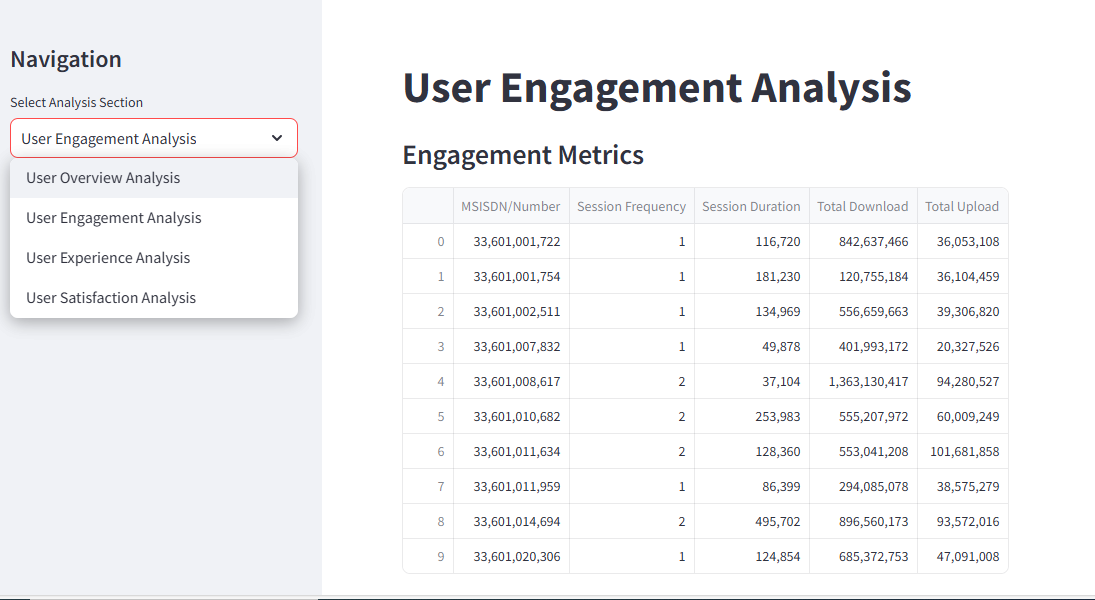 Navigation
Select Analysis Section
User Engagement Analysis
User Overview Analysis
User Engagement Analysis
User Experience Analysis
User Satisfaction Analysis
User Engagement Analysis
Engagement Metrics
MSISDN/Number Session Frequency Session Duration Total Download Total Upload
0 33,601,001,722 1 116,720 842,637,466 36,053,108
1 33,601,001,754 1 181,230 120,755,184 36,104,459
2 33,601,002,511 1 134,969 556,659,663 39,306,820
3 33,601,007,832 1 49,878 401,993,172 20,327,526
4 33,601,008,617 2 37,104 1,363,130,417 94,280,527
5 33,601,010,682 2 253,983 555,207,972 60,009,249
6 33,601,011,634 2 128,360 553,041,208 101,681,858
7 33,601,011,959 1 86,399 294,085,078 38,575,279
8 33,601,014,694 2 495,702 896,560,173 93,572,016
9 33,601,020,306 1 124,854 685,372,753 47,091,008